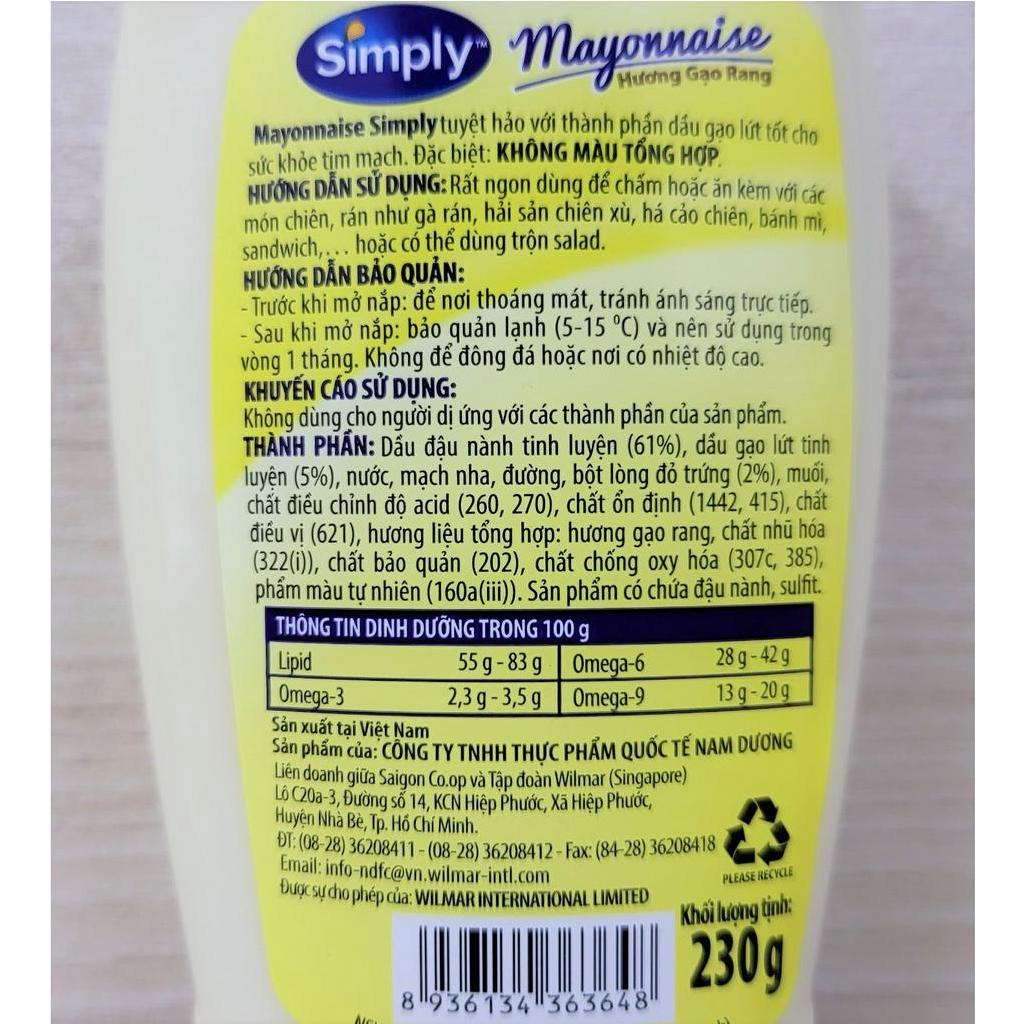 Simply™ Mayonnaise
Hương Gạo Rang
Mayonnaise Simply tuyệt hảo với thành phần dầu gạo lứt tốt cho
sức khỏe tim mạch. Đặc biệt: KHÔNG MÀU TỔNG HỢP.
HƯỚNG DẪN SỬ DỤNG: Rất ngon dùng để chấm hoặc ăn kèm với các
món chiên, rán như gà rán, hải sản chiên xù, há cảo chiên, bánh mì,
sandwich,... hoặc có thể dùng trộn salad.
HƯỚNG DẪN BẢO QUẢN:
- Trước khi mở nắp: để nơi thoáng mát, tránh ánh sáng trực tiếp.
- Sau khi mở nắp: bảo quản lạnh (5-15 ⁰C) và nên sử dụng trong
vòng 1 tháng. Không để đông đá hoặc nơi có nhiệt độ cao.
KHUYẾN CÁO SỬ DỤNG:
Không dùng cho người dị ứng với các thành phần của sản phẩm.
THÀNH PHẦN: Dầu đậu nành tinh luyện (61%), dầu gạo lứt tinh
luyện (5%), nước, mạch nha, đường, bột lòng đỏ trứng (2%), muối,
chất điều chỉnh độ acid (260, 270), chất ổn định (1442, 415), chất
điều vị (621), hương liệu tổng hợp: hương gạo rang, chất nhũ hóa
(322(i)), chất bảo quản (202), chất chống oxy hóa (307c, 385),
phẩm màu tự nhiên (160a(iii)). Sản phẩm có chứa đậu nành, sulfit.
THÔNG TIN DINH DƯỠNG TRONG 100 g
Lipid 55 g - 83 g Omega-6 28 g - 42 g
Omega-3 2,3 g - 3,5 g Omega-9 13 g - 20 g
Sản xuất tại Việt Nam
Sản phẩm của: CÔNG TY TNHH THỰC PHẨM QUỐC TẾ NAM DƯƠNG
Liên doanh giữa Saigon Co.op và Tập đoàn Wilmar (Singapore)
Lô C20a-3, Đường số 14, KCN Hiệp Phước, Xã Hiệp Phước,
Huyện Nhà Bè, Tp. Hồ Chí Minh.
ĐT: (08-28) 36208411 - (08-28) 36208412 - Fax: (84-28) 36208418
Email: info-ndfc@vn.wilmar-intl.com
Được sự cho phép của: WILMAR INTERNATIONAL LIMITED
PLEASE RECYCLE
Khối lượng tịnh:
230g
8 936134 363648